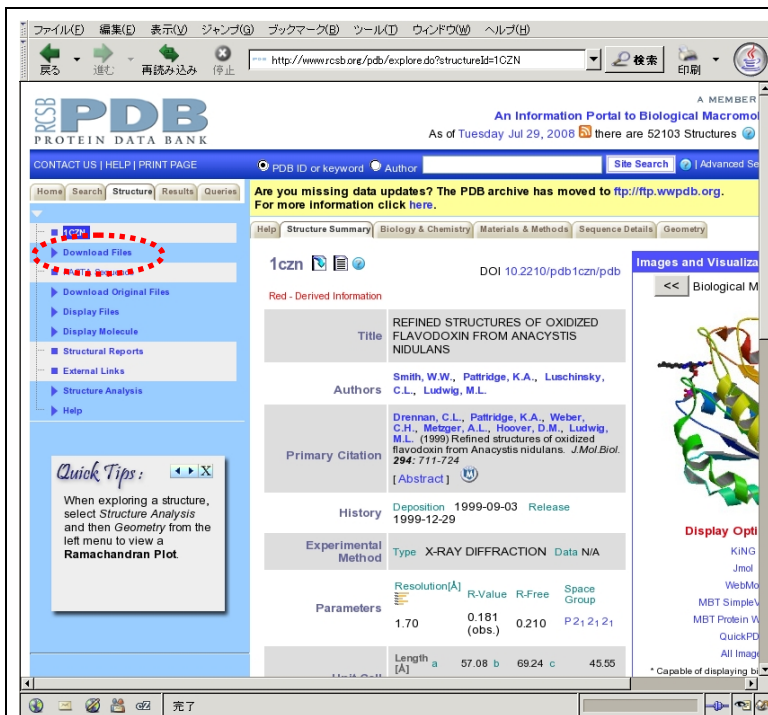 ファイル(F) 編集(E) 表示(V) ジャンプ(G) ブックマーク(B) ツール(T) ウィンドウ(W) ヘルプ(H)
戻る 進む 再読み込み 停止 http://www.rcsb.org/pdb/explore.do?structureId=1CZN 検索 印刷
RCSB PDB
PROTEIN DATA BANK
A MEMBER
An Information Portal to Biological Macromo
As of Tuesday Jul 29, 2008 there are 52103 Structures
CONTACT US | HELP | PRINT PAGE PDB ID or keyword Author Site Search | Advanced Se
Home Search Structure Results Queries
1CZN
Download Files
Download Original Files
Display Files
Display Molecule
Structural Reports
External Links
Structure Analysis
Help
Quick Tips: X
When exploring a structure,
select Structure Analysis
and then Geometry from the
left menu to view a
Ramachandran Plot.
Are you missing data updates? The PDB archive has moved to ftp://ftp.wwpdb.org.
For more information click here.
Help Structure Summary Biology & Chemistry Materials & Methods Sequence Details Geometry
1czn DOI 10.2210/pdb1czn/pdb
Red - Derived Information
Title REFINED STRUCTURES OF OXIDIZED
FLAVODOXIN FROM ANACYSTIS
NIDULANS
Authors Smith, W.W., Pattridge, K.A., Luschinsky,
C.L., Ludwig, M.L.
Primary Citation Drennan, C.L., Pattridge, K.A., Weber,
C.H., Metzger, A.L., Hoover, D.M., Ludwig,
M.L. (1999) Refined structures of oxidized
flavodoxin from Anacystis nidulans. J.Mol.Biol.
294: 711-724
[ Abstract ]
History Deposition 1999-09-03 Release
1999-12-29
Experimental Method Type X-RAY DIFFRACTION Data N/A
Parameters Resolution[Å] R-Value R-Free Space Group
1.70 0.181 (obs.) 0.210 P 21 21 21
Unit Cell Length [Å] a 57.08 b 69.24 c 45.55
Images and Visualiza
<< Biological M
Display Opti
KiNG
Jmol
WebMo
MBT SimpleV
MBT Protein W
QuickPD
All Image
* Capable of displaying bi
完了